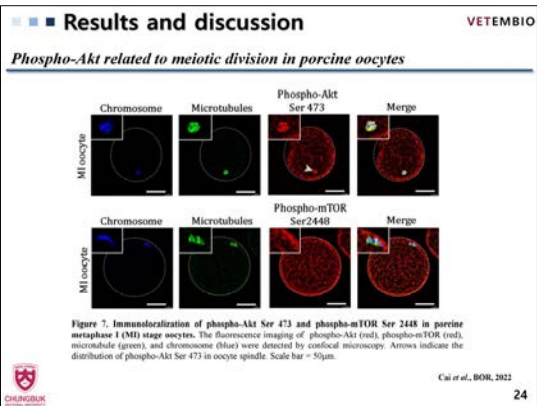 Results and discussion
VETEMBIO
Phospho-Akt related to meiotic division in porcine oocytes
Chromosome
Microtubules
Phospho-Akt
Ser 473
Merge
MI oocyte
Chromosome
Microtubules
Phospho-mTOR
Ser2448
Merge
MI oocyte
Figure 7. Immunolocalization of phospho-Akt Ser 473 and phospho-mTOR Ser 2448 in porcine
metaphase I (MI) stage oocytes. The fluorescence imaging of phospho-Akt (red), phospho-mTOR (red),
microtubule (green), and chromosome (blue) were detected by confocal microscopy. Arrows indicate the
distribution of phospho-Akt Ser 473 in oocyte spindle. Scale bar = 50μm.
Cai et al., BOR, 2022
CHUNGBUK
24